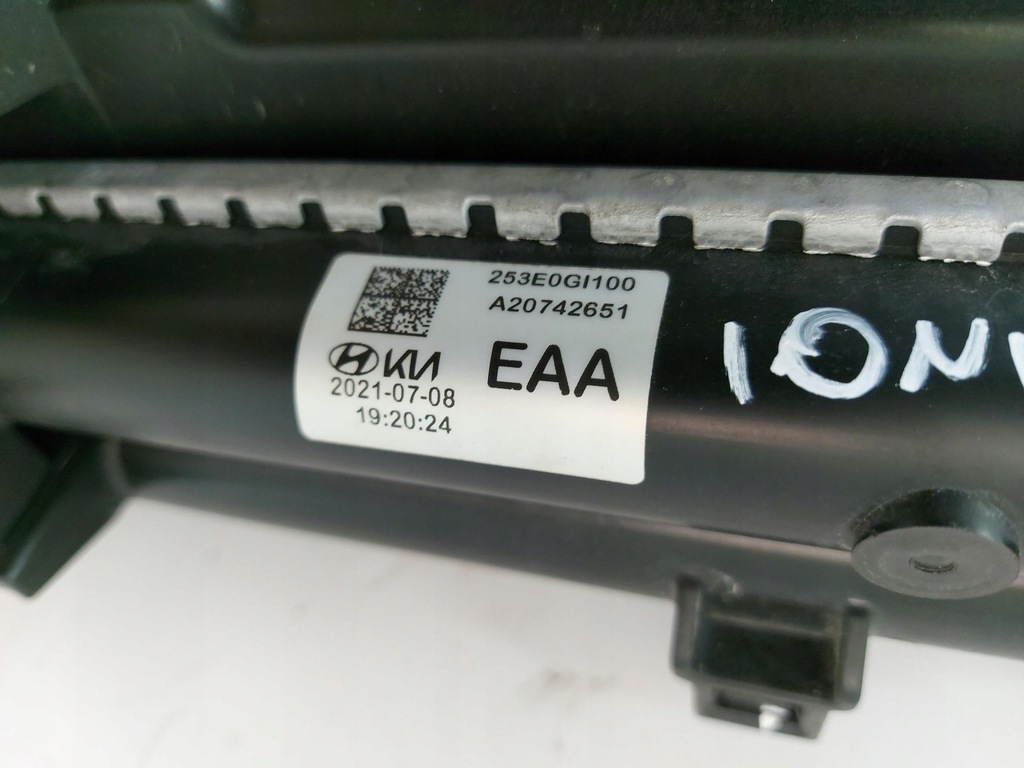 253E0GI100
A20742651
KIA
EAA
2021-07-08
19:20:24
IONI